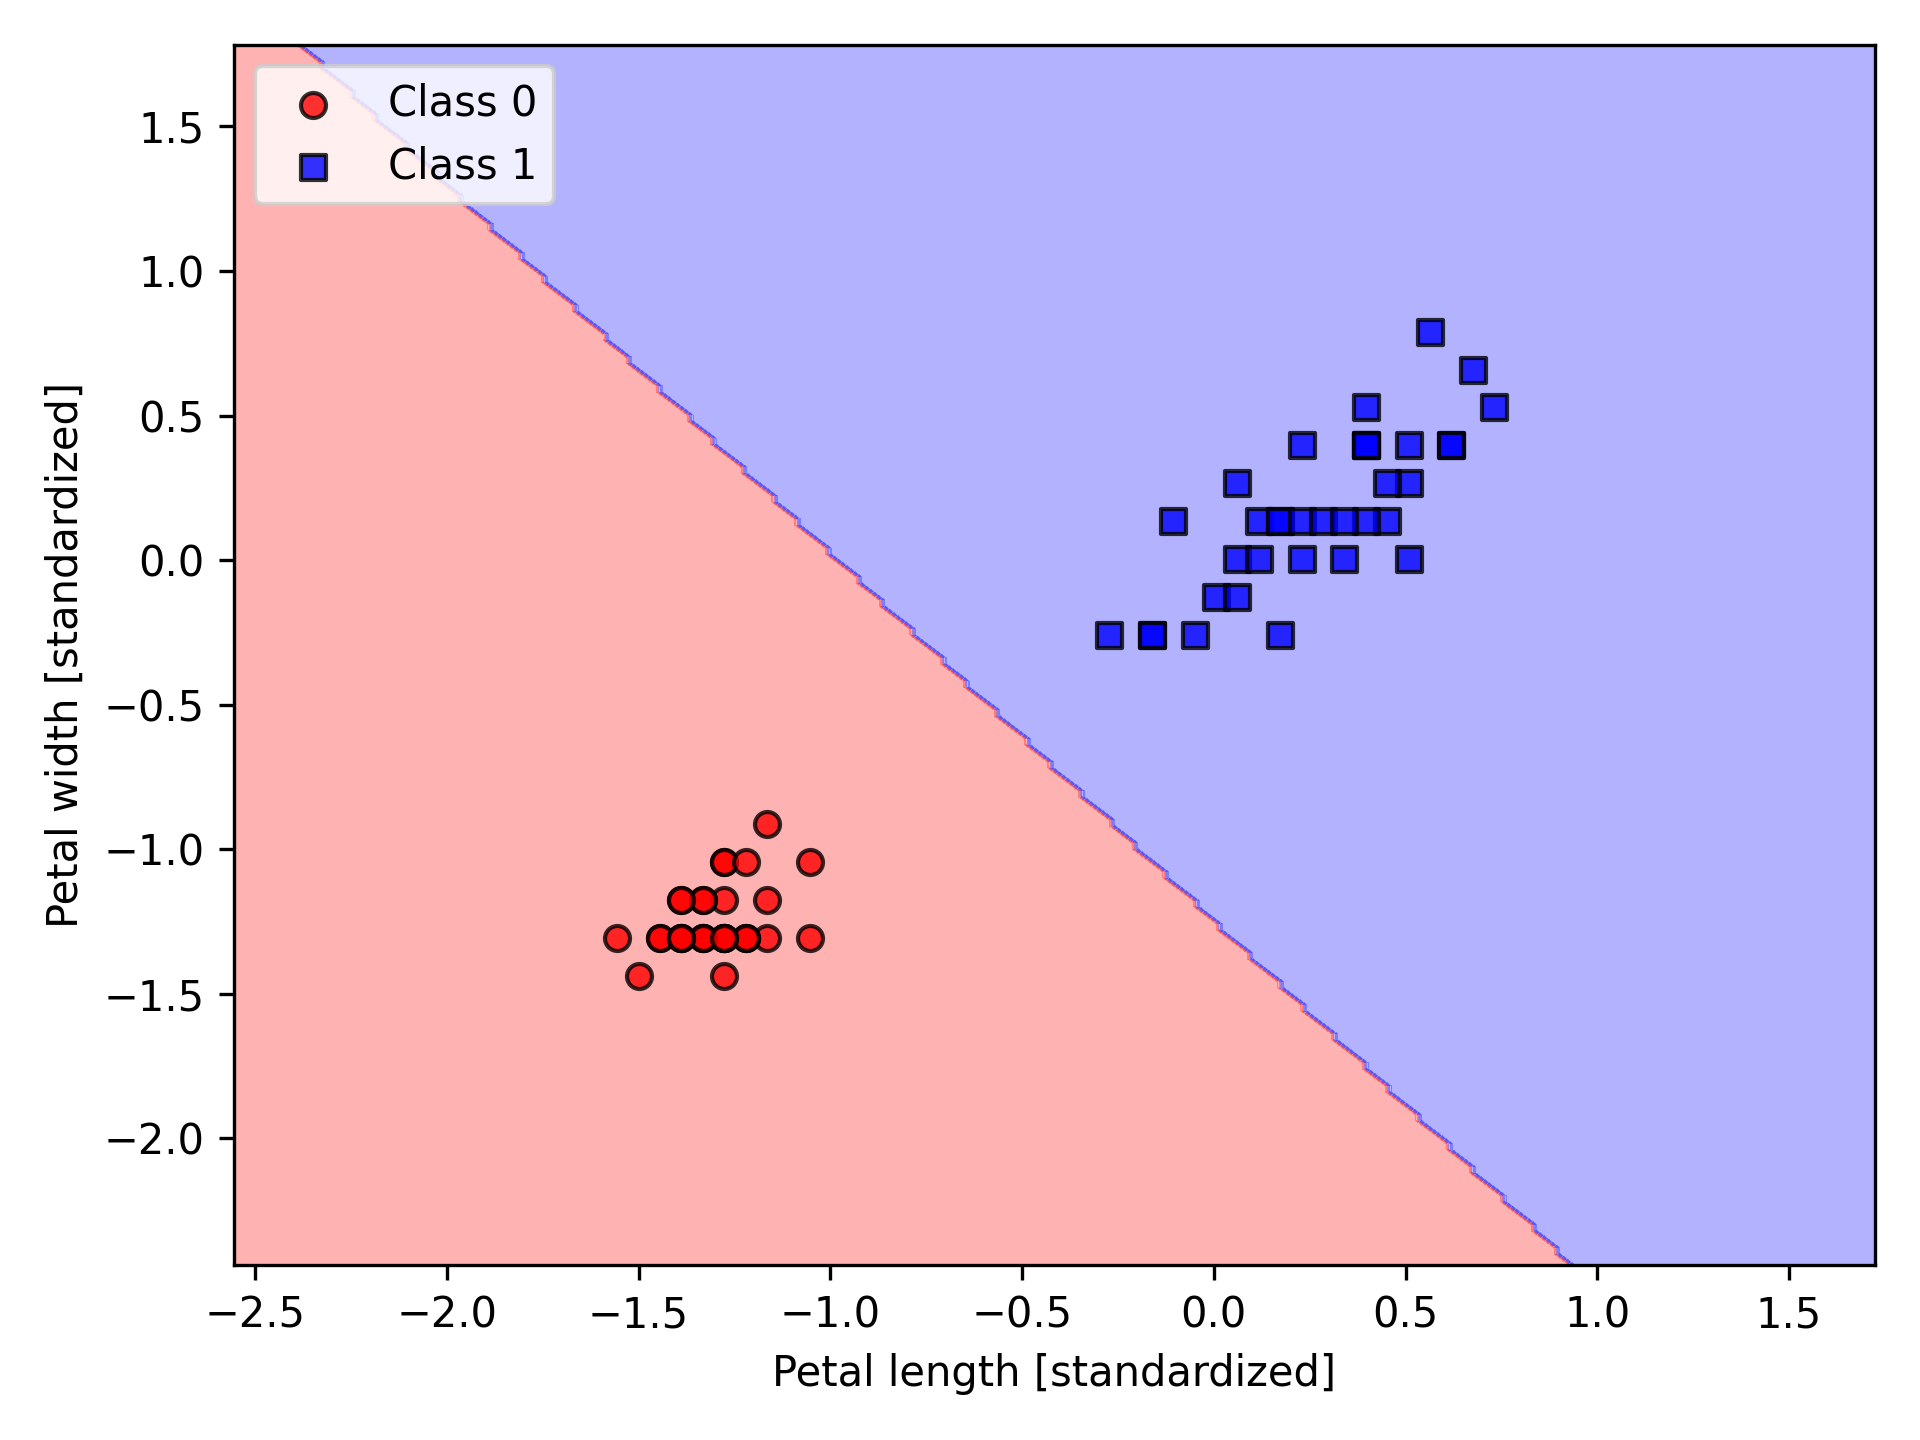 Class 0
Class 1
1.5
1.0
0.5
0.0
−0.5
−1.0
−1.5
−2.0
Petal width [standardized]
−2.5 −2.0 −1.5 −1.0 −0.5 0.0 0.5 1.0 1.5
Petal length [standardized]